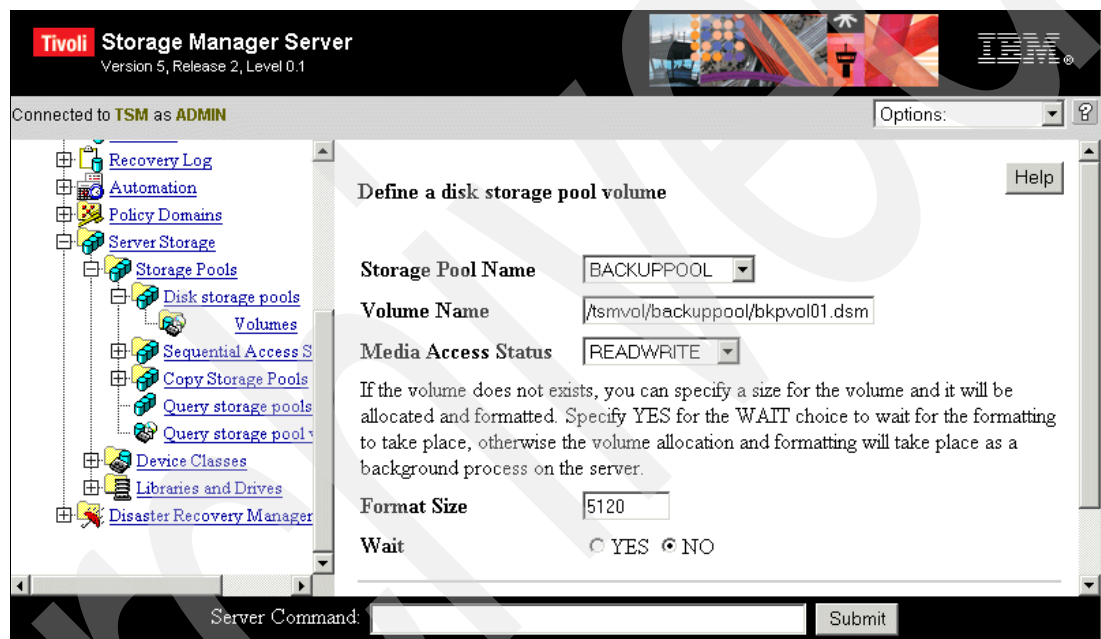 Tivoli Storage Manager Server
Version 5, Release 2, Level 0.1
IBM®
Connected to TSM as ADMIN
Options:
?
Recovery Log
Automation
Policy Domains
Server Storage
Storage Pools
Disk storage pools
Volumes
Sequential Access S
Copy Storage Pools
Query storage pools
Query storage pool v
Device Classes
Libraries and Drives
Disaster Recovery Manager
Help
Define a disk storage pool volume
Storage Pool Name BACKUPPOOL
Volume Name /tsmvol/backuppool/bkpvol01.dsm
Media Access Status READWRITE
If the volume does not exists, you can specify a size for the volume and it will be
allocated and formatted. Specify YES for the WAIT choice to wait for the formatting
to take place, otherwise the volume allocation and formatting will take place as a
background process on the server.
Format Size 5120
Wait YES NO
Server Command: Submit